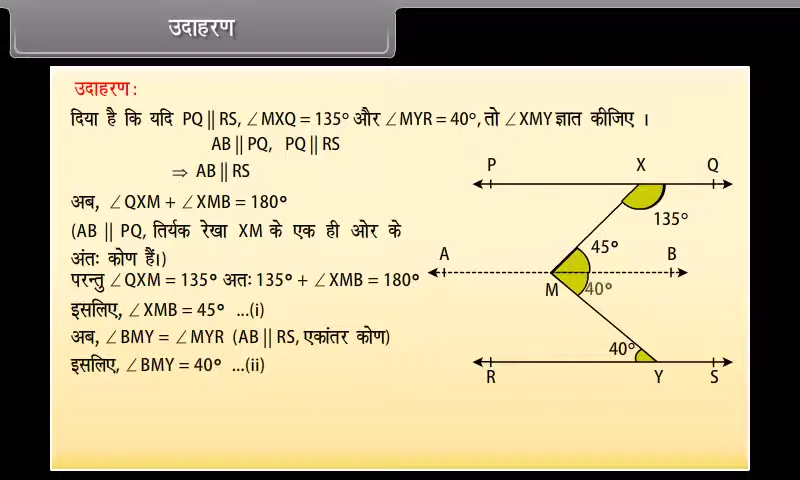 उदाहरण
उदाहरण :
दिया है कि यदि PQ || RS, ∠MXQ = 135° और ∠MYR = 40°, तो ∠XMY ज्ञात कीजिए ।
AB || PQ, PQ || RS
⇒ AB || RS
अब, ∠QXM + ∠XMB = 180°
(AB || PQ, तिर्यक रेखा XM के एक ही ओर के
अंतः कोण हैं।)
परन्तु ∠QXM = 135° अतः 135° + ∠XMB = 180°
इसलिए, ∠XMB = 45° ...(i)
अब, ∠BMY = ∠MYR (AB || RS, एकांतर कोण)
इसलिए, ∠BMY = 40° ...(ii)
P X Q
135°
45°
A B
M 40°
40°
R Y S